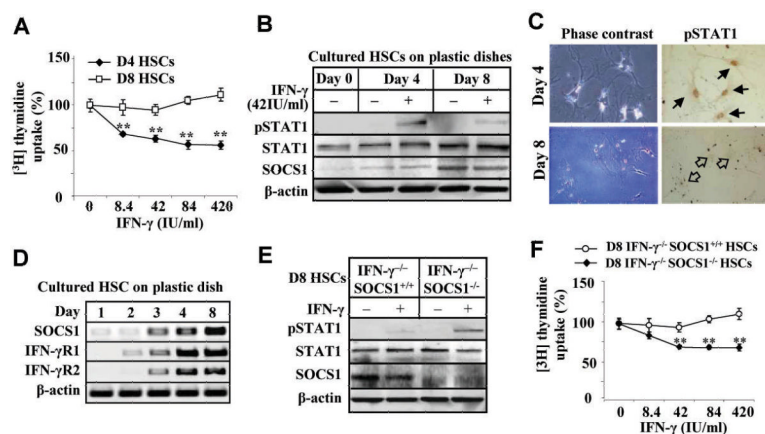 A
D4 HSCs
D8 HSCs
[³H] thymidine
uptake (%)
150
100
50
0
**
**
**
**
0 8.4 42 84 420
IFN-γ (IU/ml)
B
Cultured HSCs on plastic dishes
IFN-γ
(42IU/ml)
Day 0 Day 4 Day 8
– – + – +
pSTAT1
STAT1
SOCS1
β-actin
C
Phase contrast pSTAT1
Day 4
Day 8
D
Cultured HSC on plastic dish
Day 1 2 3 4 8
SOCS1
IFN-γR1
IFN-γR2
β-actin
E
D8 HSCs
IFN-γ⁻/⁻ IFN-γ⁻/⁻
SOCS1⁺/⁺ SOCS1⁻/⁻
IFN-γ – + – +
pSTAT1
STAT1
SOCS1
β-actin
F
D8 IFN-γ⁻/⁻SOCS1⁺/⁺ HSCs
D8 IFN-γ⁻/⁻SOCS1⁻/⁻ HSCs
[³H] thymidine
uptake (%)
150
100
50
0
** ** **
0 8.4 42 84 420
IFN-γ (IU/ml)